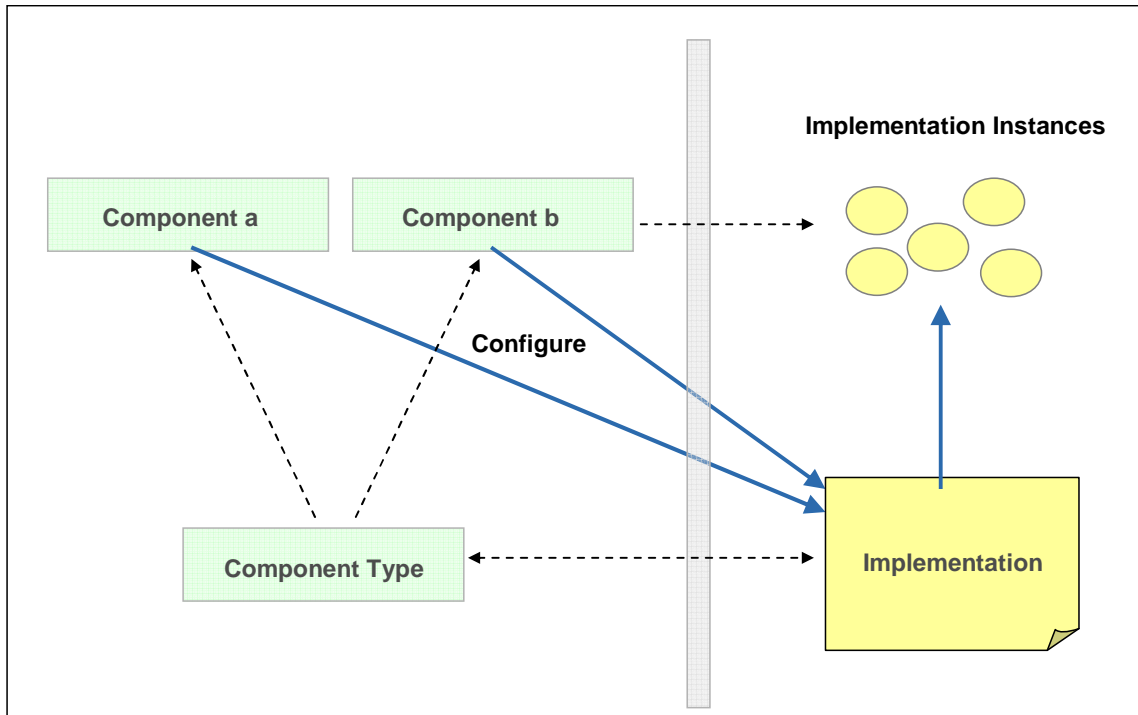 Implementation Instances
Component a
Component b
Configure
Component Type
Implementation